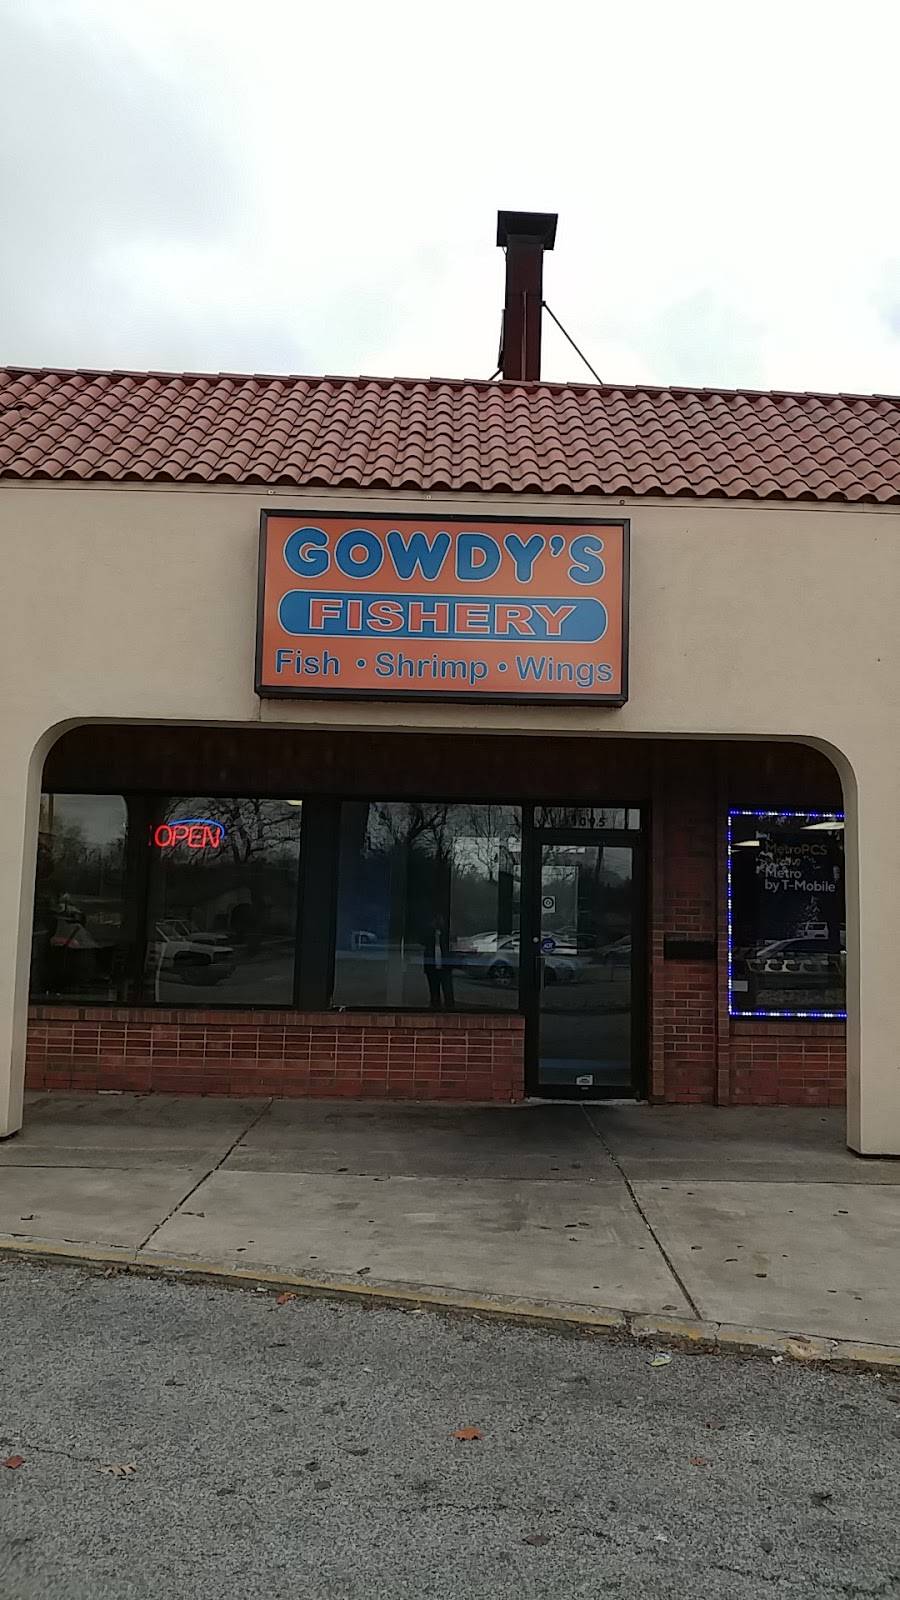 GOWDY'S
FISHERY
Fish • Shrimp • Wings
OPEN
MetroPCS
Metro
by T-Mobile